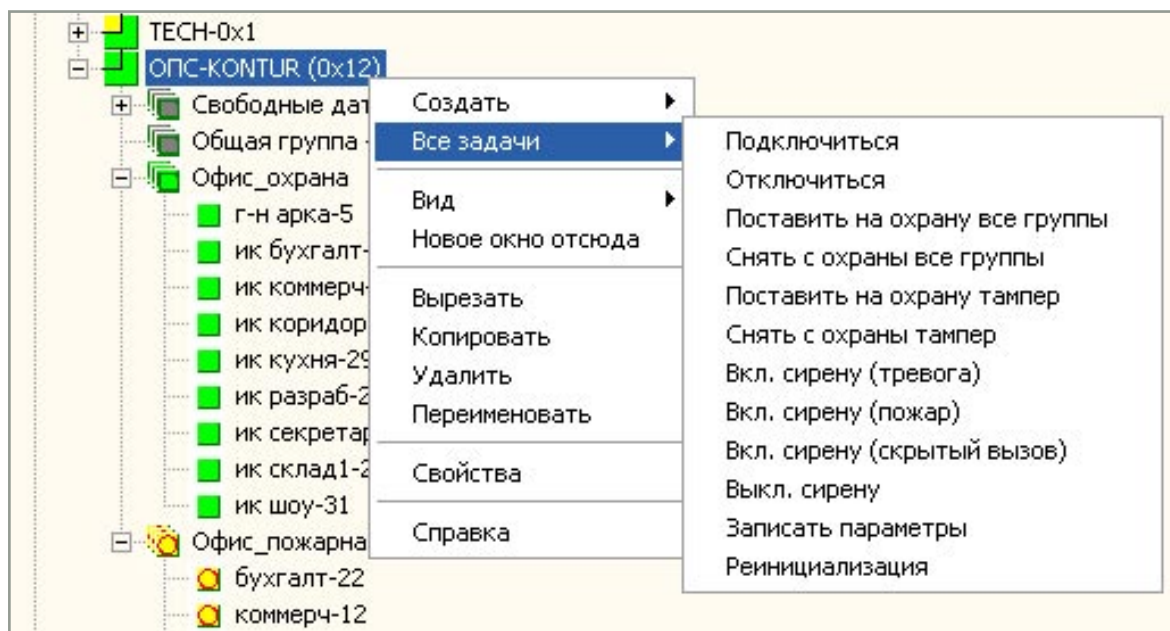 TECH-0x1
ОПС-KONTUR (0x12)
Свободные дат
Общая группа -
Офис_охрана
г-н арка-5
ик бухгалт-
ик коммерч-
ик коридор
ик кухня-29
ик разраб-2
ик секретар
ик склад1-2
ик шоу-31
Офис_пожарна
бухгалт-22
коммерч-12
Создать
Все задачи
Вид
Новое окно отсюда
Вырезать
Копировать
Удалить
Переименовать
Свойства
Справка
Подключиться
Отключиться
Поставить на охрану все группы
Снять с охраны все группы
Поставить на охрану тампер
Снять с охраны тампер
Вкл. сирену (тревога)
Вкл. сирену (пожар)
Вкл. сирену (скрытый вызов)
Выкл. сирену
Записать параметры
Реинициализация